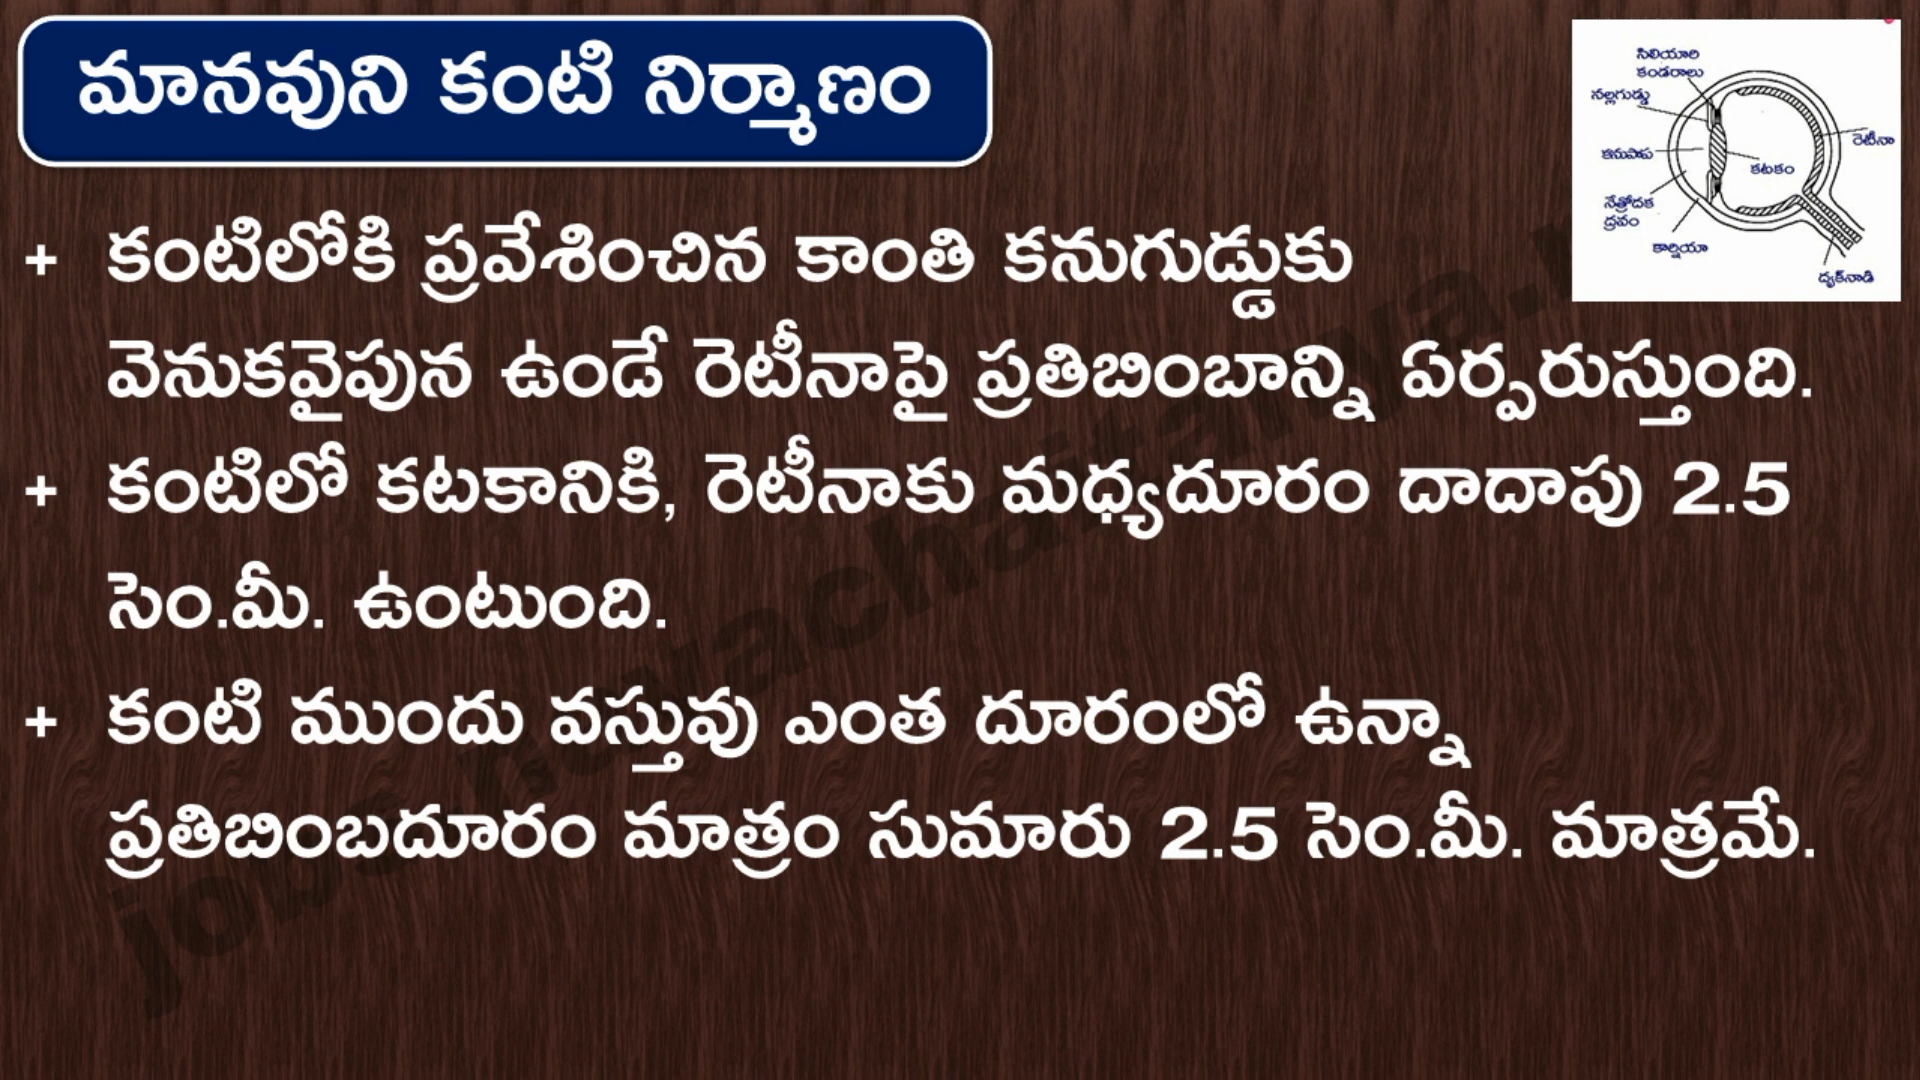 మానవుని కంటి నిర్మాణం
+ కంటిలోకి ప్రవేశించిన కాంతి కనుగుడ్డుకు
వెనుకవైపున ఉండే రెటీనాపై ప్రతిబింబాన్ని ఏర్పరుస్తుంది.
+ కంటిలో కటకానికి, రెటీనాకు మధ్యదూరం దాదాపు 2.5
సెం.మీ. ఉంటుంది.
+ కంటి ముందు వస్తువు ఎంత దూరంలో ఉన్నా
ప్రతిబింబదూరం మాత్రం సుమారు 2.5 సెం.మీ. మాత్రమే.
సిలియారి
కండరాలు
నల్లగుడ్డు
రెటీనా
కనుపాప
కటకం
నేత్రోదక
ద్రవం
కార్నియా
దృక్‌నాడి